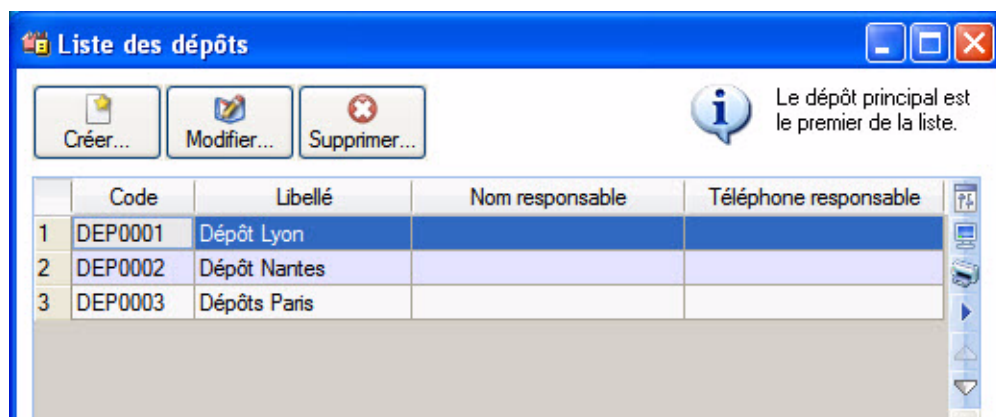 Liste des dépôts
Créer... Modifier... Supprimer...
Le dépôt principal est
le premier de la liste.
Code Libellé Nom responsable Téléphone responsable
1 DEP0001 Dépôt Lyon
2 DEP0002 Dépôt Nantes
3 DEP0003 Dépôts Paris